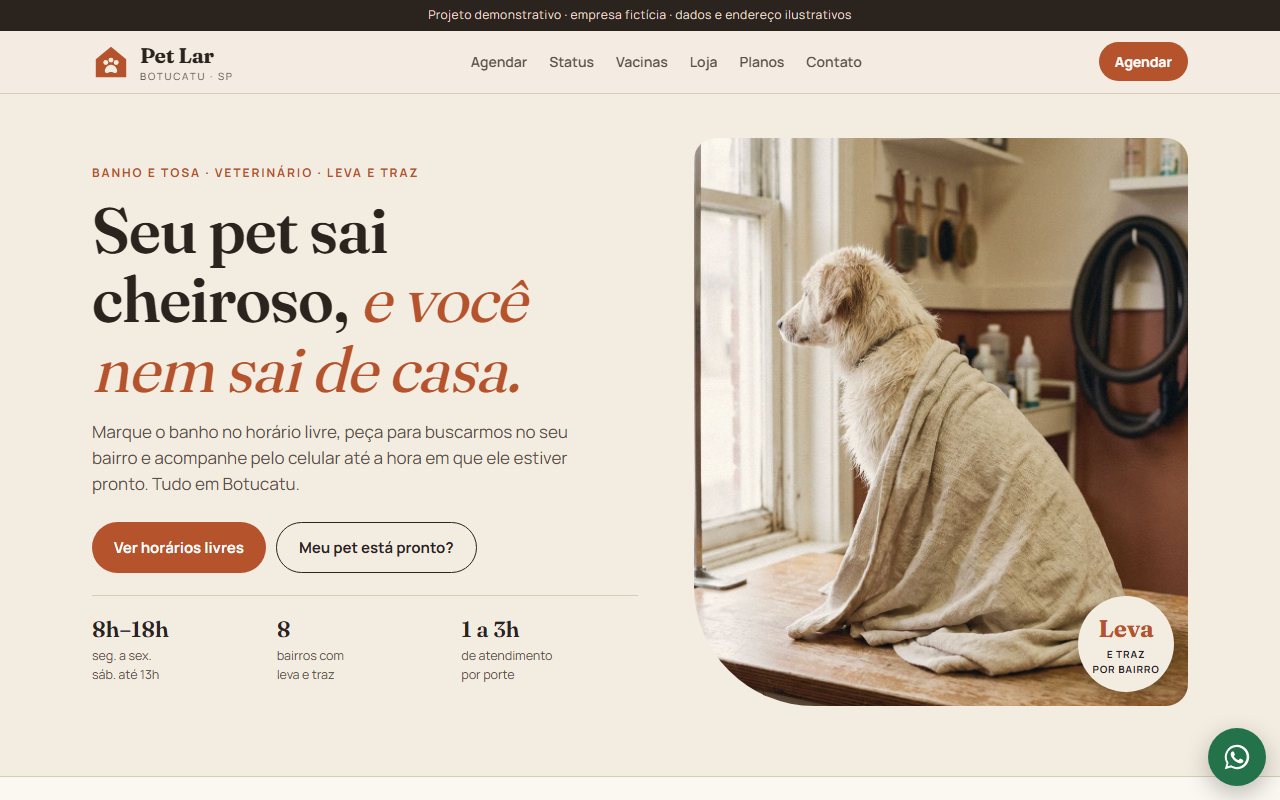 Projeto demonstrativo · empresa fictícia · dados e endereço ilustrativos
Pet Lar
BOTUCATU · SP
Agendar
Status
Vacinas
Loja
Planos
Contato
Agendar
BANHO E TOSA · VETERINÁRIO · LEVA E TRAZ
Seu pet sai
cheiroso, e você
nem sai de casa.
Marque o banho no horário livre, peça para buscarmos no seu
bairro e acompanhe pelo celular até a hora em que ele estiver
pronto. Tudo em Botucatu.
Ver horários livres
Meu pet está pronto?
8h–18h
seg. a sex.
sáb. até 13h
8
bairros com
leva e traz
1 a 3h
de atendimento
por porte
Leva
E TRAZ
POR BAIRRO